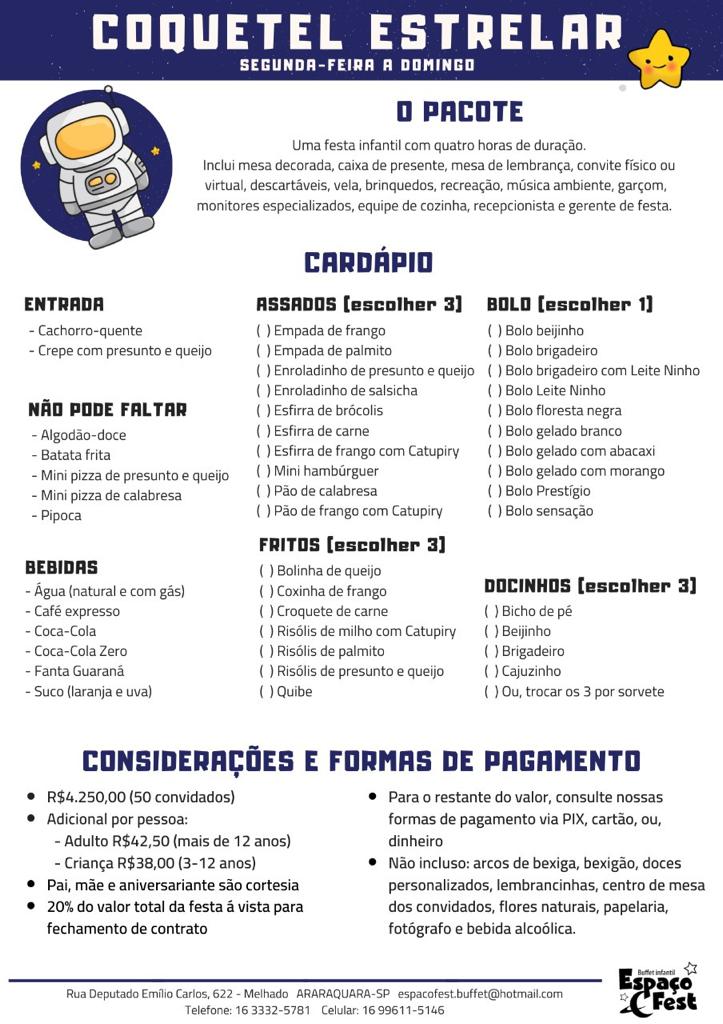 COQUETEL ESTRELAR
SEGUNDA-FEIRA A DOMINGO
O PACOTE
Uma festa infantil com quatro horas de duração.
Inclui mesa decorada, caixa de presente, mesa de lembrança, convite físico ou
virtual, descartáveis, vela, brinquedos, recreação, música ambiente, garçom,
monitores especializados, equipe de cozinha, recepcionista e gerente de festa.
CARDÁPIO
ENTRADA
- Cachorro-quente
- Crepe com presunto e queijo
NÃO PODE FALTAR
- Algodão-doce
- Batata frita
- Mini pizza de presunto e queijo
- Mini pizza de calabresa
- Pipoca
BEBIDAS
- Água (natural e com gás)
- Café expresso
- Coca-Cola
- Coca-Cola Zero
- Fanta Guaraná
- Suco (laranja e uva)
ASSADOS (escolher 3)
( ) Empada de frango
( ) Empada de palmito
( ) Enroladinho de presunto e queijo
( ) Enroladinho de salsicha
( ) Esfirra de brócolis
( ) Esfirra de carne
( ) Esfirra de frango com Catupiry
( ) Mini hambúrguer
( ) Pão de calabresa
( ) Pão de frango com Catupiry
FRITOS (escolher 3)
( ) Bolinha de queijo
( ) Coxinha de frango
( ) Croquete de carne
( ) Risólis de milho com Catupiry
( ) Risólis de palmito
( ) Risólis de presunto e queijo
( ) Quibe
BOLO (escolher 1)
( ) Bolo beijinho
( ) Bolo brigadeiro
( ) Bolo brigadeiro com Leite Ninho
( ) Bolo Leite Ninho
( ) Bolo floresta negra
( ) Bolo gelado branco
( ) Bolo gelado com abacaxi
( ) Bolo gelado com morango
( ) Bolo Prestígio
( ) Bolo sensação
DOCINHOS (escolher 3)
( ) Bicho de pé
( ) Beijinho
( ) Brigadeiro
( ) Cajuzinho
( ) Ou, trocar os 3 por sorvete
CONSIDERAÇÕES E FORMAS DE PAGAMENTO
• R$4.250,00 (50 convidados)
• Adicional por pessoa:
- Adulto R$42,50 (mais de 12 anos)
- Criança R$38,00 (3-12 anos)
• Pai, mãe e aniversariante são cortesia
• 20% do valor total da festa á vista para
fechamento de contrato
• Para o restante do valor, consulte nossas
formas de pagamento via PIX, cartão, ou,
dinheiro
• Não incluso: arcos de bexiga, bexigão, doces
personalizados, lembrancinhas, centro de mesa
dos convidados, flores naturais, papelaria,
fotógrafo e bebida alcoólica.
Rua Deputado Emílio Carlos, 622 - Melhado ARARAQUARA-SP espacofest.buffet@hotmail.com
Telefone: 16 3332-5781 Celular: 16 99611-5146
Buffet infantil
Espaço
Fest